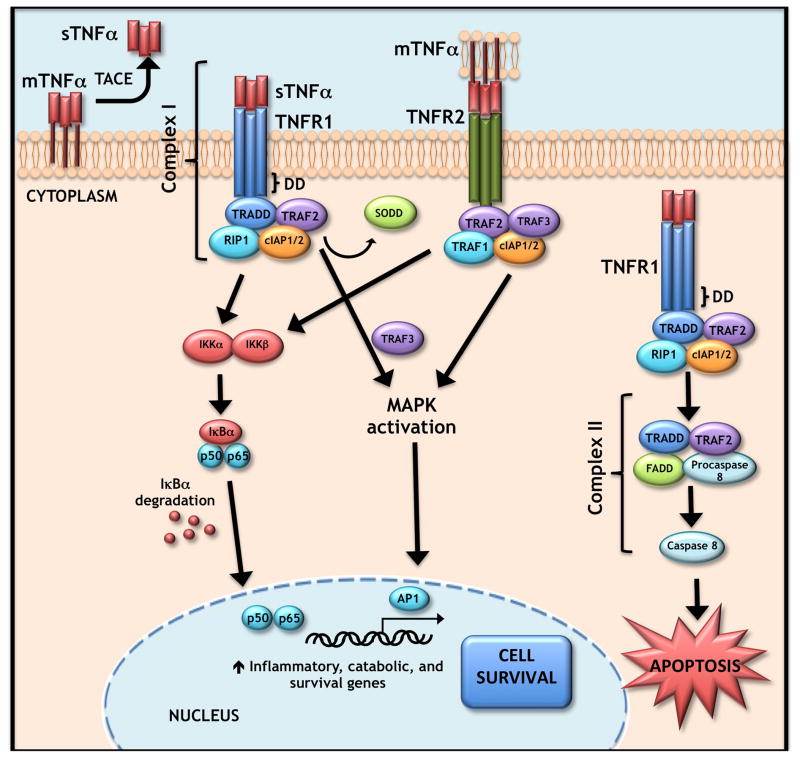 sTNFα
mTNFα
TACE
CYTOPLASM
Complex I
sTNFα
TNFR1
DD
TRADD
TRAF2
RIP1
cIAP1/2
SODD
mTNFα
TNFR2
TRAF2
TRAF3
TRAF1
cIAP1/2
TNFR1
DD
TRADD
TRAF2
RIP1
cIAP1/2
IKKα
IKKβ
TRAF3
MAPK
activation
IκBα
p50
p65
IκBα
degradation
Complex II
TRADD
TRAF2
FADD
Procaspase
8
Caspase 8
APOPTOSIS
p50
p65
AP1
Inflammatory, catabolic, and
survival genes
CELL
SURVIVAL
NUCLEUS